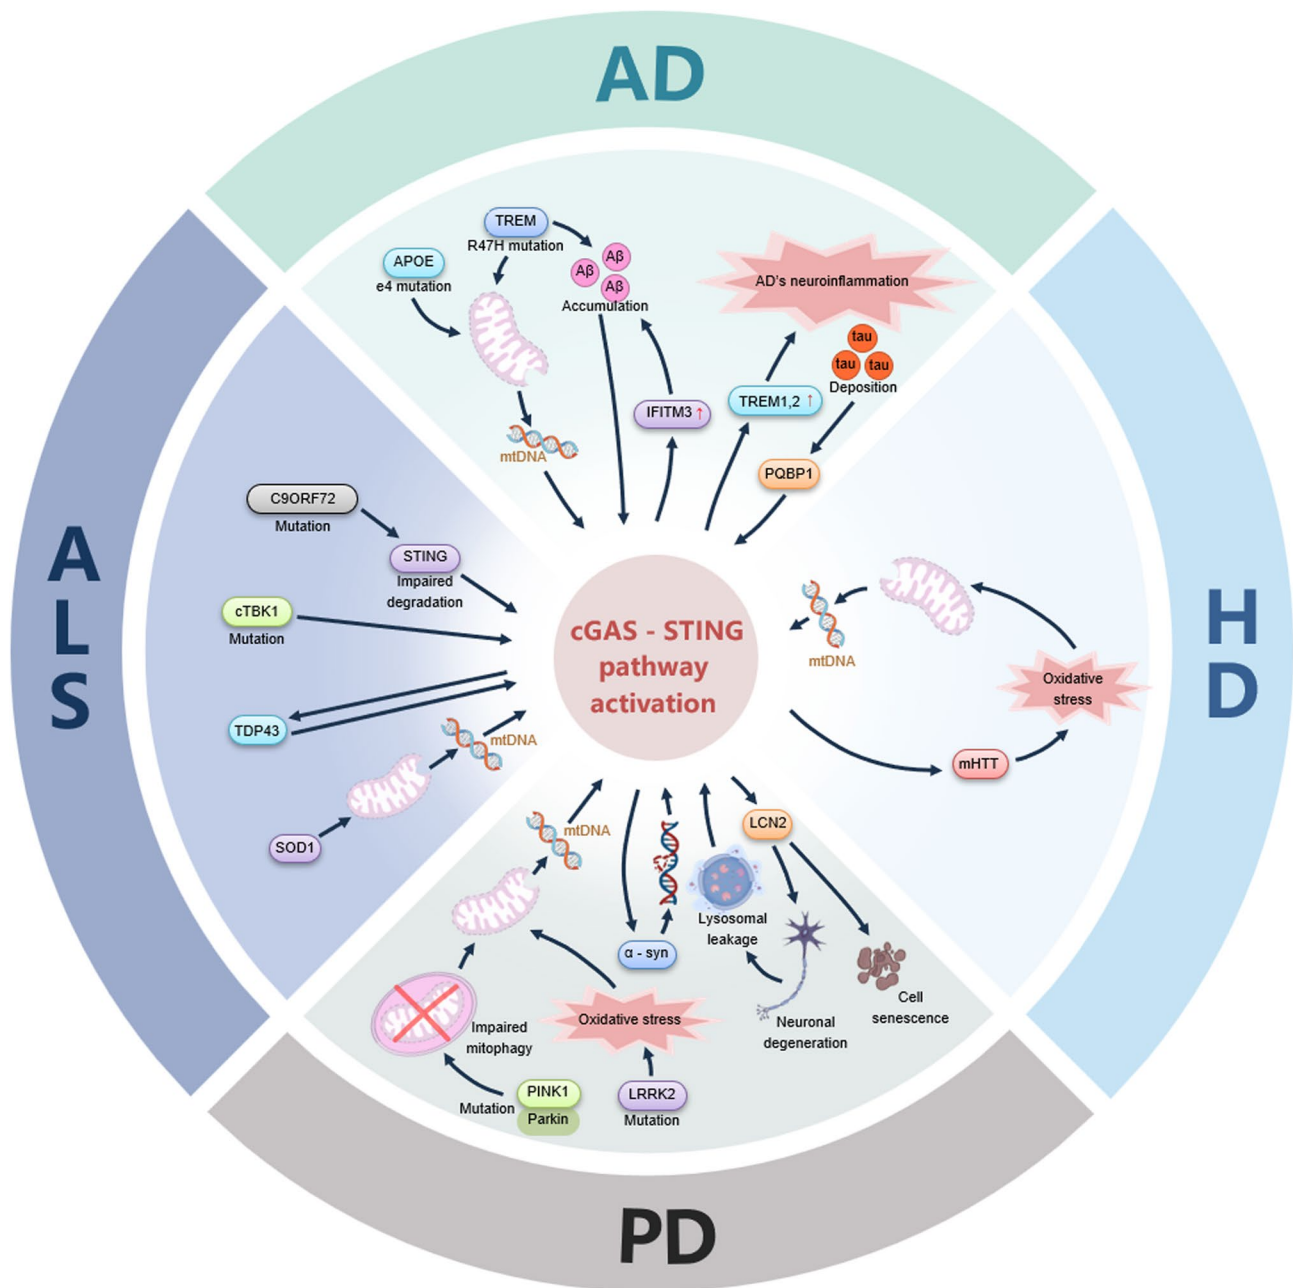 AD
TREM
R47H mutation
APOE
e4 mutation
Aβ
Aβ
Aβ
Accumulation
AD's neuroinflammation
tau
tau
tau
Deposition
IFITM3 ↑
TREM1,2 ↑
PQBP1
mtDNA
ALS
C9ORF72
Mutation
STING
Impaired
degradation
cTBK1
Mutation
TDP43
mtDNA
SOD1
cGAS - STING
pathway
activation
HD
mtDNA
Oxidative
stress
mHTT
mtDNA
LCN2
Lysosomal
leakage
α - syn
Cell
senescence
Neuronal
degeneration
Oxidative stress
Impaired
mitophagy
Mutation
PINK1
Parkin
LRRK2
Mutation
PD